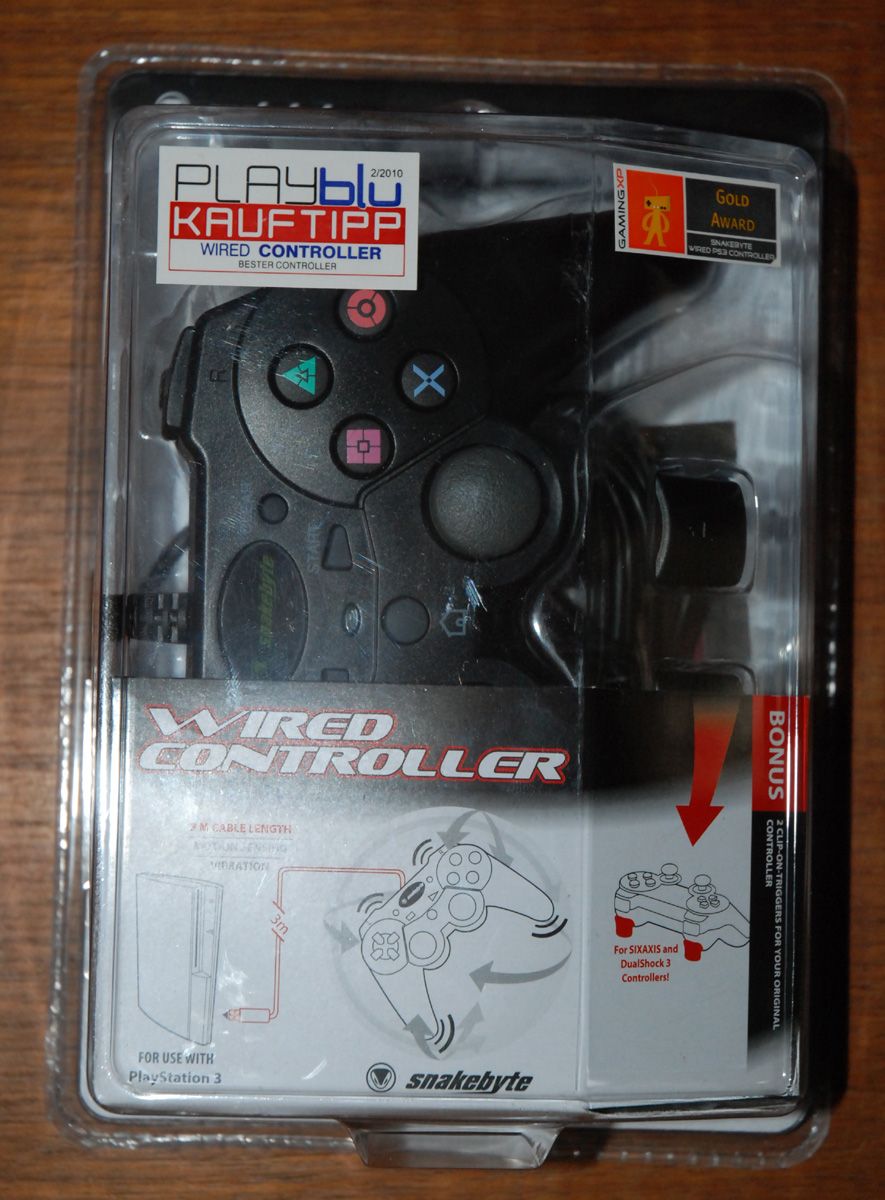 PLAYblu
2/2010
KAUFTIPP
WIRED CONTROLLER
BESTER CONTROLLER
GAMINGXP
GOLD
AWARD
SNAKEBYTE
WIRED PS3 CONTROLLER
R
START
snakebyte
WIRED
CONTROLLER
3 M CABLE LENGTH
MOTION SENSING
VIBRATION
3m
FOR USE WITH
PlayStation 3
snakebyte
BONUS
2 CLIP-ON-TRIGGERS FOR YOUR ORIGINAL
CONTROLLER
For SIXAXIS and
DualShock 3
Controllers!